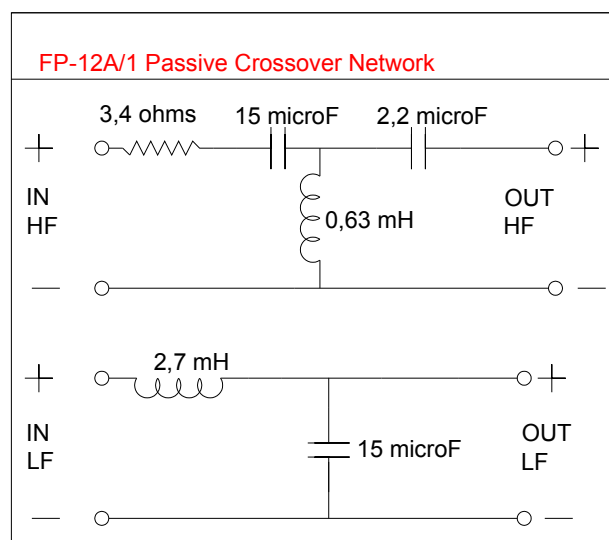 FP-12A/1 Passive Crossover Network
3,4 ohms 15 microF 2,2 microF
+ +
IN HF
OUT HF
0,63 mH
— —
2,7 mH
+ +
IN LF
OUT LF
15 microF
— —